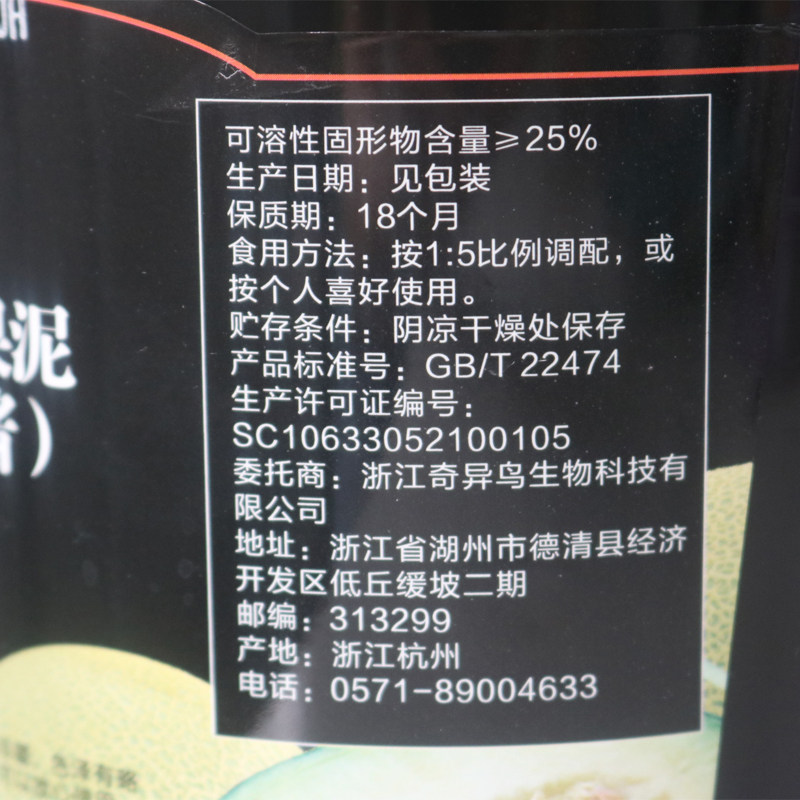 可溶性固形物含量≥25%
生产日期：见包装
保质期：18个月
食用方法：按1:5比例调配，或
按个人喜好使用。
贮存条件：阴凉干燥处保存
产品标准号：GB/T 22474
生产许可证编号：
SC10633052100105
委托商：浙江奇异鸟生物科技有
限公司
地址：浙江省湖州市德清县经济
开发区低丘缓坡二期
邮编：313299
产地：浙江杭州
电话：0571-89004633
果泥
色泽有略